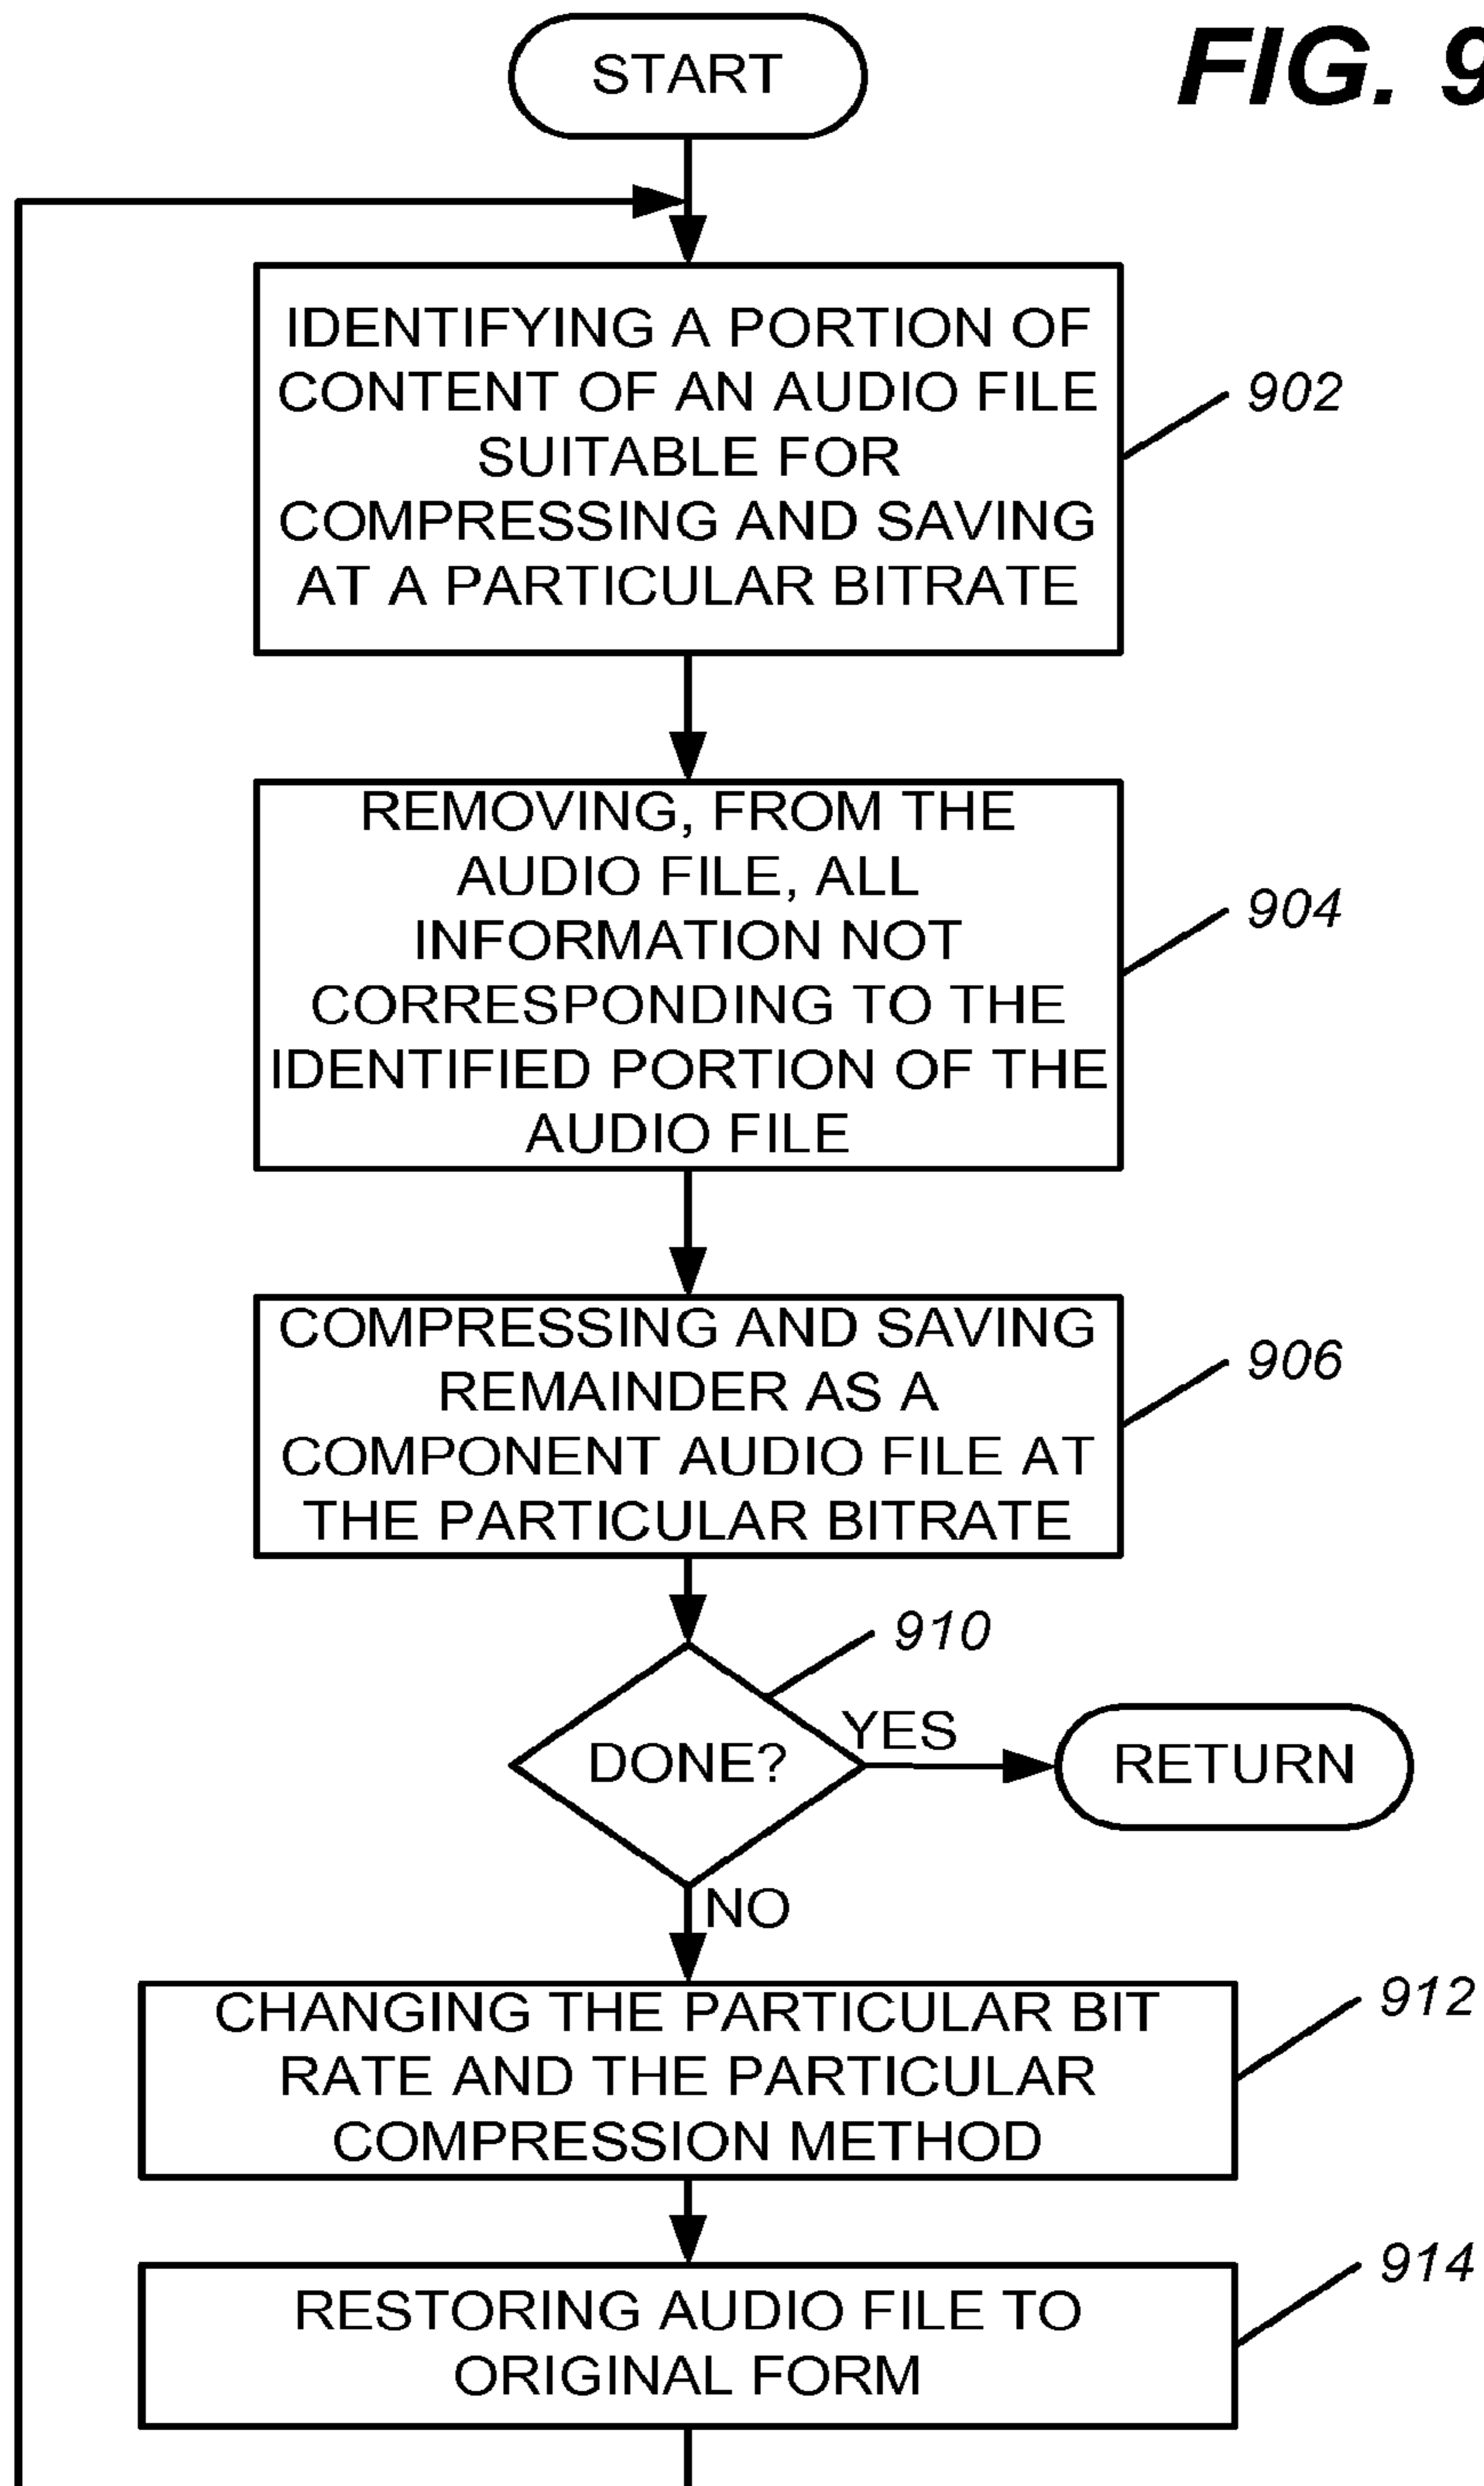 START
FIG. 9
IDENTIFYING A PORTION OF
CONTENT OF AN AUDIO FILE
SUITABLE FOR
COMPRESSING AND SAVING
AT A PARTICULAR BITRATE
902
REMOVING, FROM THE
AUDIO FILE, ALL
INFORMATION NOT
CORRESPONDING TO THE
IDENTIFIED PORTION OF THE
AUDIO FILE
904
COMPRESSING AND SAVING
REMAINDER AS A
COMPONENT AUDIO FILE AT
THE PARTICULAR BITRATE
906
910
DONE?
YES
RETURN
NO
CHANGING THE PARTICULAR BIT
RATE AND THE PARTICULAR
COMPRESSION METHOD
912
RESTORING AUDIO FILE TO
ORIGINAL FORM
914